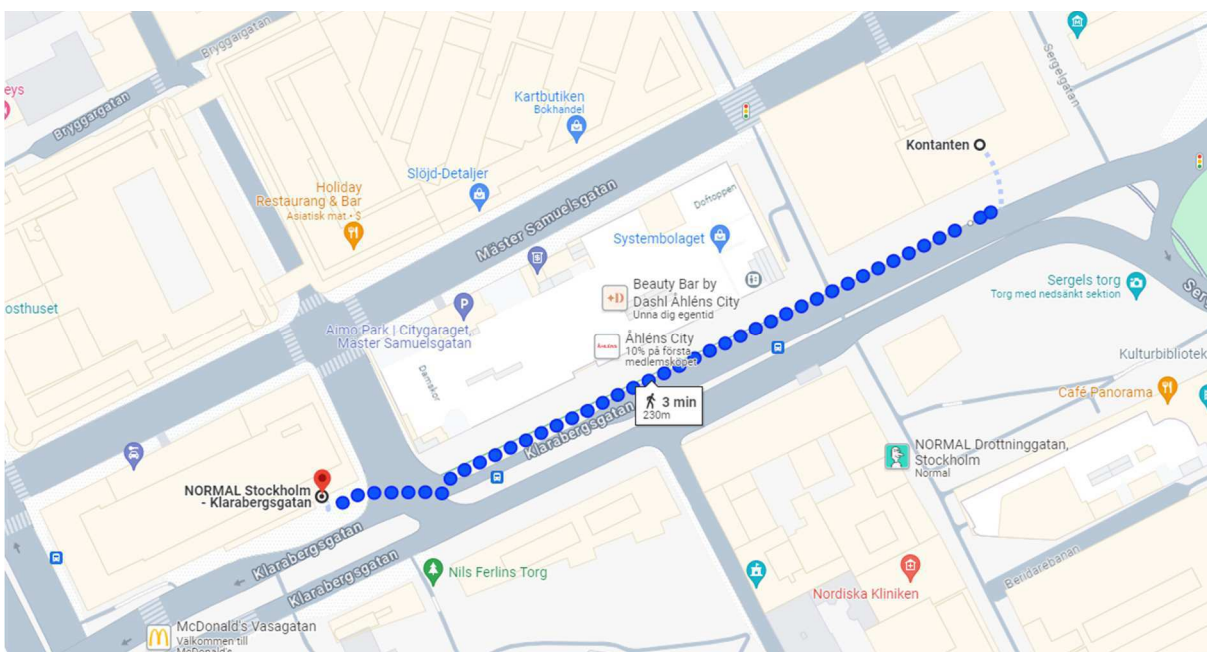 Bryggargatan
Bryggargatan
eys
Kartbutiken
Bokhandel
Sergelgatan
Kontanten
Slöjd-Detaljer
Holiday
Restaurang & Bar
Asiatisk mat • $
Mäster Samuelsgatan
Doftoppen
Systembolaget
Beauty Bar by
Dashl Åhléns City
Unna dig egentid
Sergels torg
Torg med nedsänkt sektion
osthuset
P
Aimo Park | Citygaraget,
Mäster Samuelsgatan
Åhléns City
10% på första
medlemsköpet
Kulturbibliotek
Damskor
3 min
230m
Café Panorama
Klarabergsgatan
NORMAL Drottninggatan,
Stockholm
Normal
NORMAL Stockholm
- Klarabergsgatan
Klarabergsgatan
Klarabergsgatan
Nils Ferlins Torg
Beridarebanan
Nordiska Kliniken
McDonald's Vasagatan
Välkommen till
McDonald's